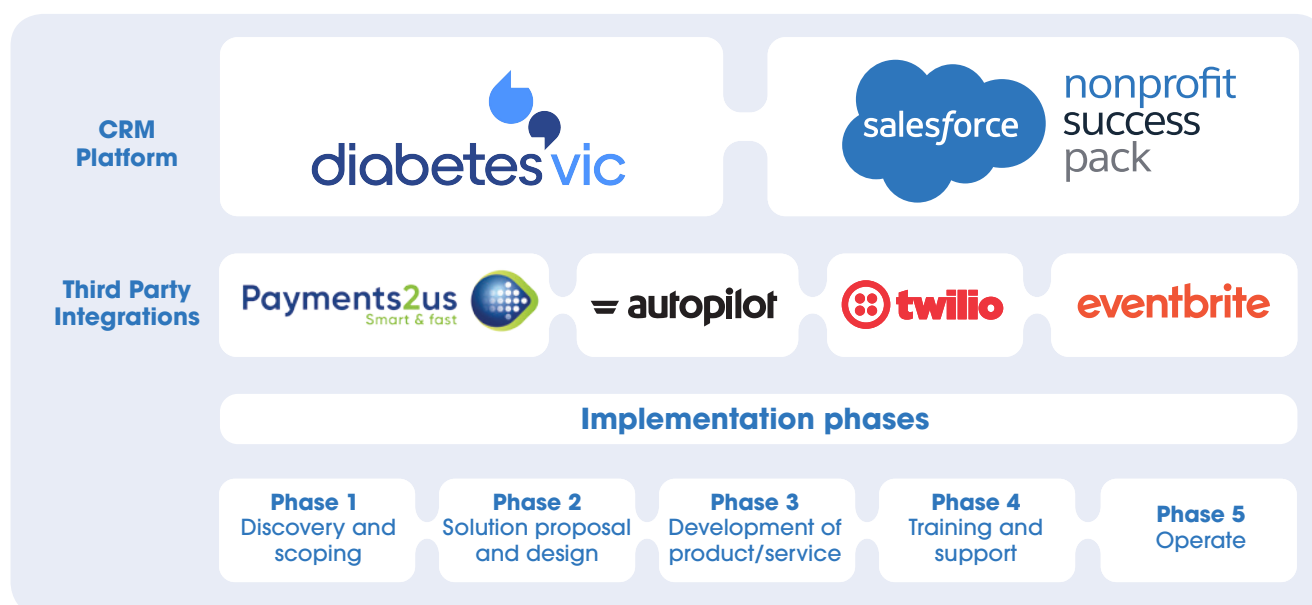 CRM
Platform
diabetes vic
salesforce
nonprofit
success
pack
Third Party
Integrations
Payments2us
Smart & fast
autopilot
twilio
eventbrite
Implementation phases
Phase 1
Discovery and
scoping
Phase 2
Solution proposal
and design
Phase 3
Development of
product/service
Phase 4
Training and
support
Phase 5
Operate